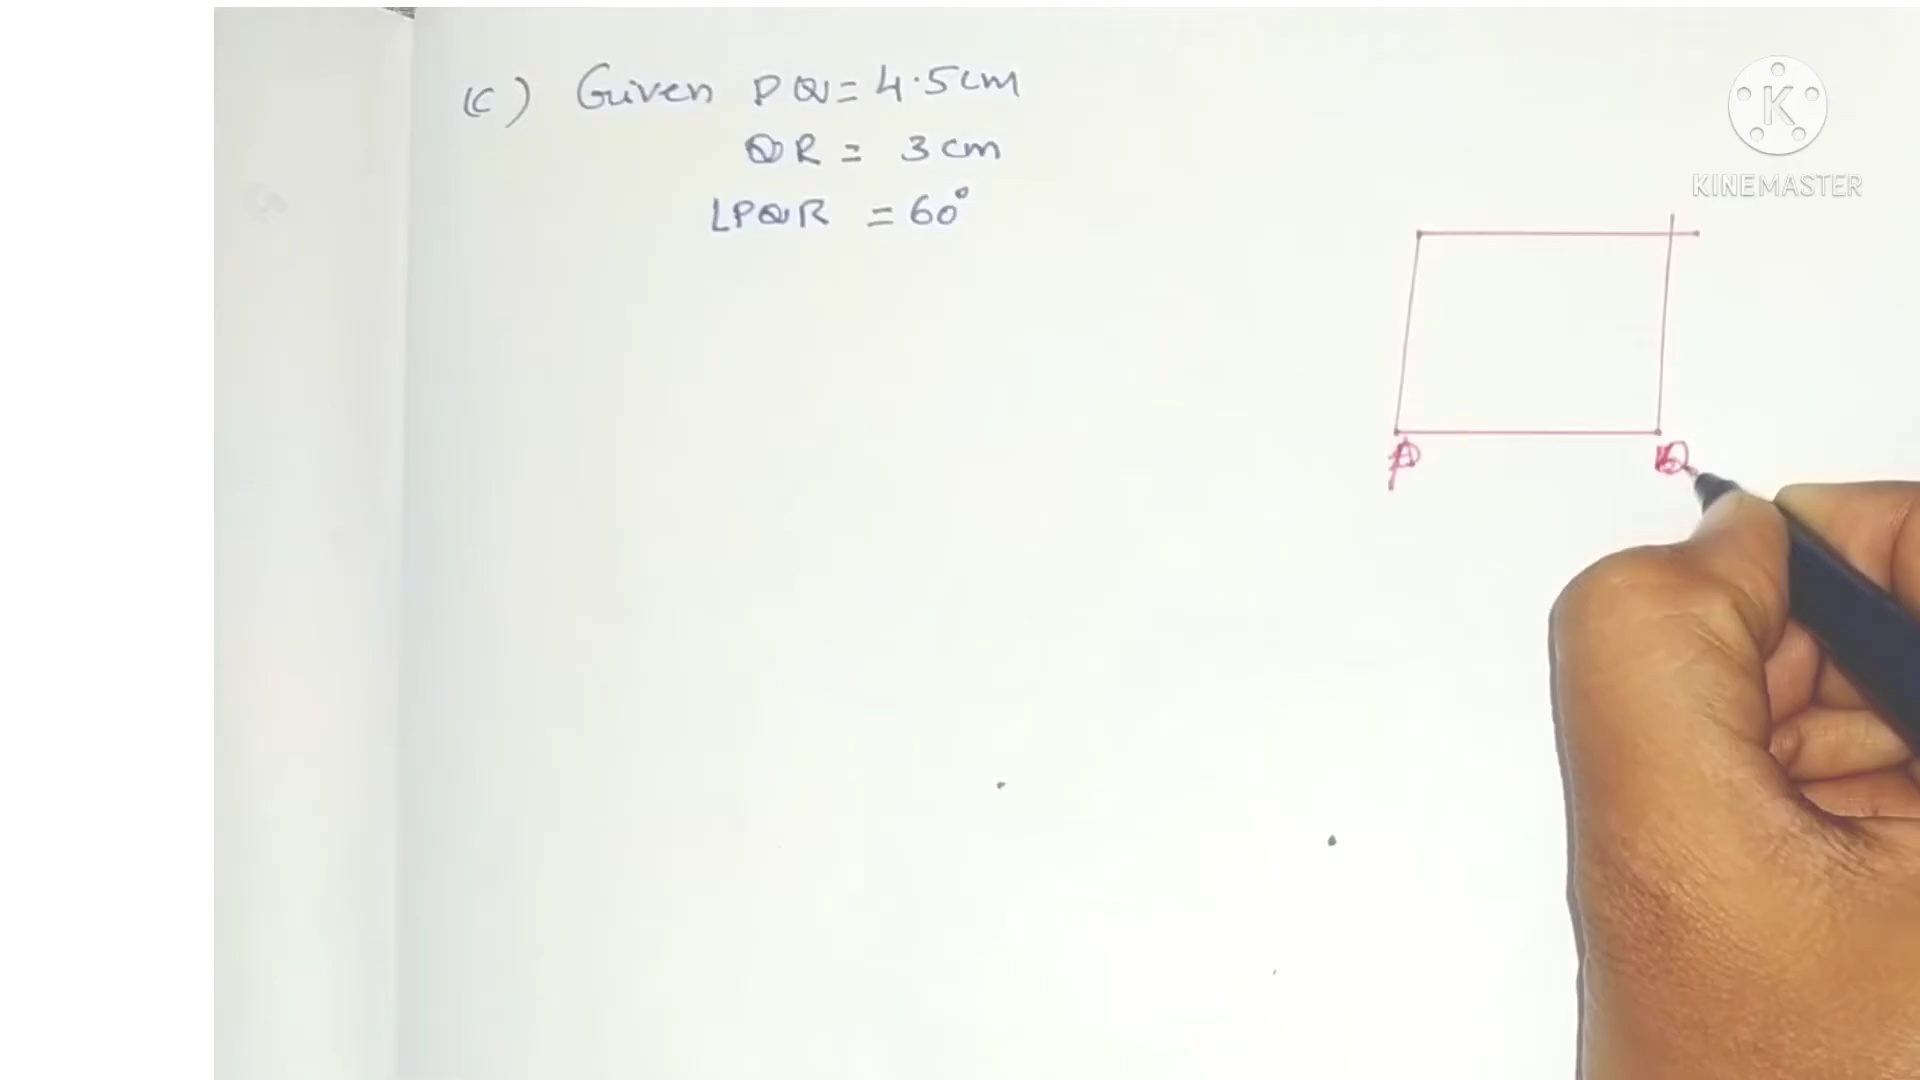 (C) Given PQ = 4.5cm
QR = 3cm
∠PQR = 60°
K
KINEMASTER
P
Q